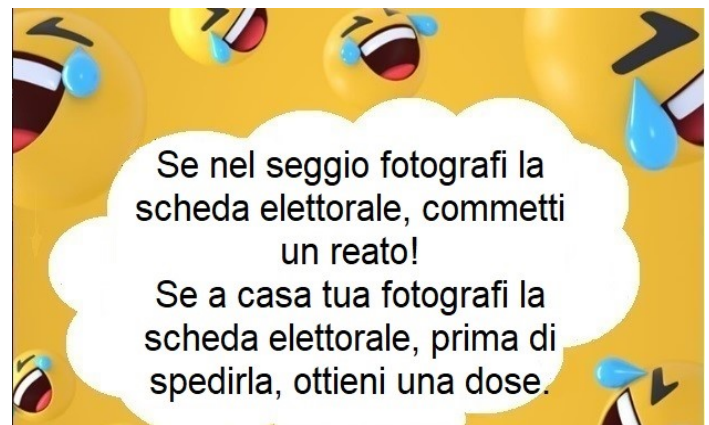 Se nel seggio fotografi la
scheda elettorale, commetti
un reato!
Se a casa tua fotografi la
scheda elettorale, prima di
spedirla, ottieni una dose.